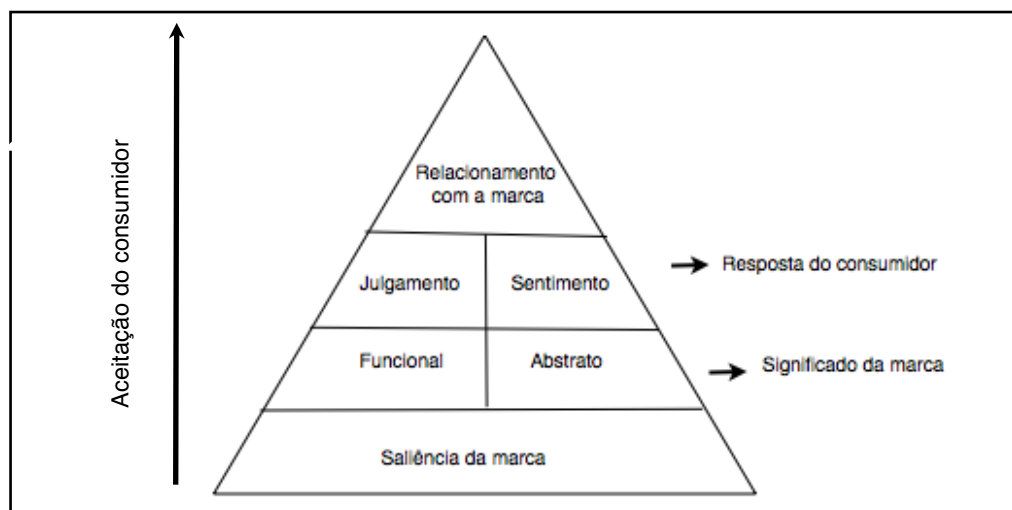 Aceitação do consumidor
Relacionamento
com a marca
Julgamento
Sentimento
Resposta do consumidor
Funcional
Abstrato
Significado da marca
Saliência da marca